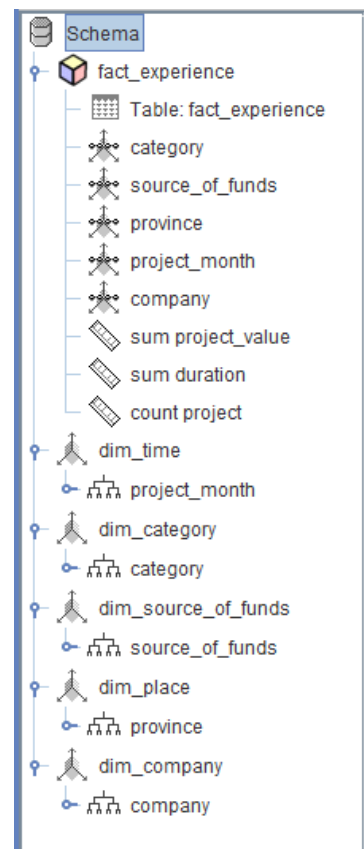 Schema
fact_experience
Table: fact_experience
category
source_of_funds
province
project_month
company
sum project_value
sum duration
count project
dim_time
project_month
dim_category
category
dim_source_of_funds
source_of_funds
dim_place
province
dim_company
company